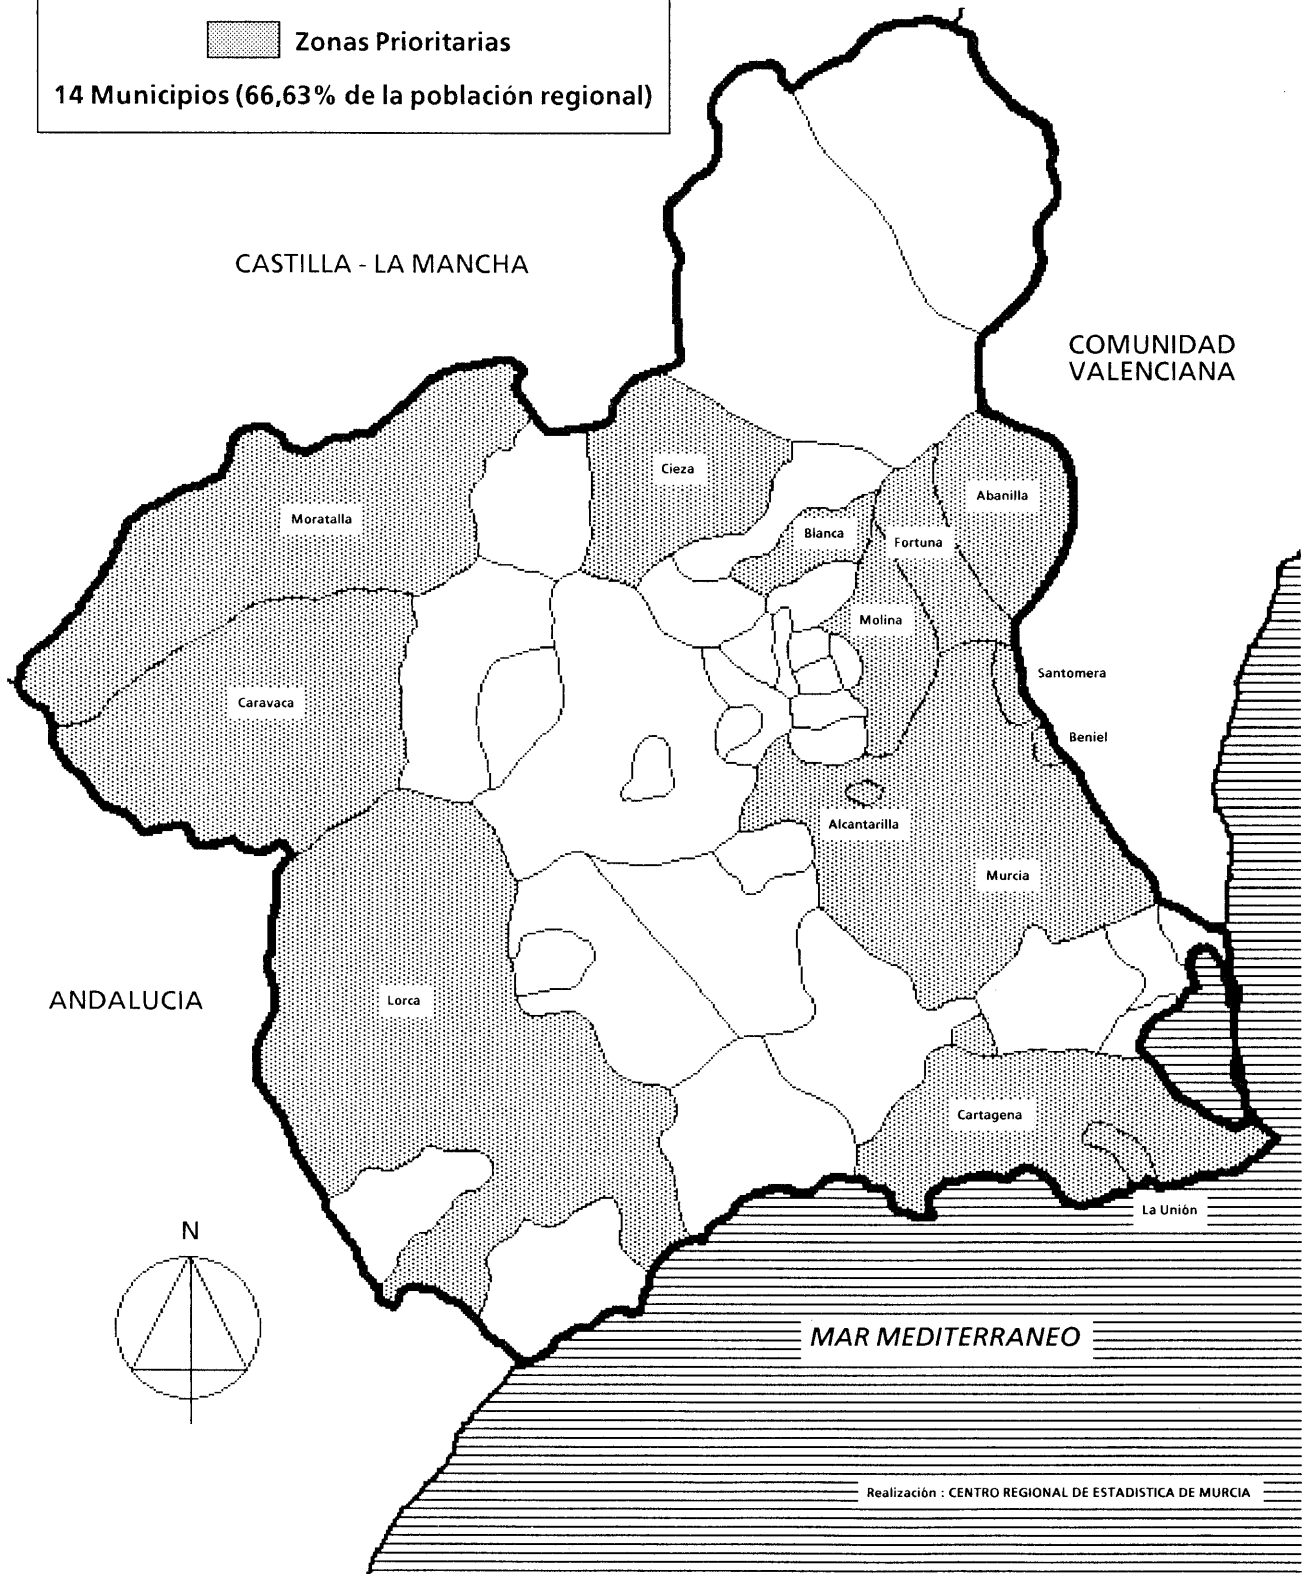 Zonas Prioritarias
14 Municipios (66,63% de la población regional)
CASTILLA - LA MANCHA
COMUNIDAD
VALENCIANA
Cieza
Abanilla
Moratalla
Blanca
Fortuna
Molina
Santomera
Caravaca
Beniel
Alcantarilla
Murcia
ANDALUCIA
Lorca
Cartagena
La Unión
N
MAR MEDITERRANEO
Realización : CENTRO REGIONAL DE ESTADISTICA DE MURCIA